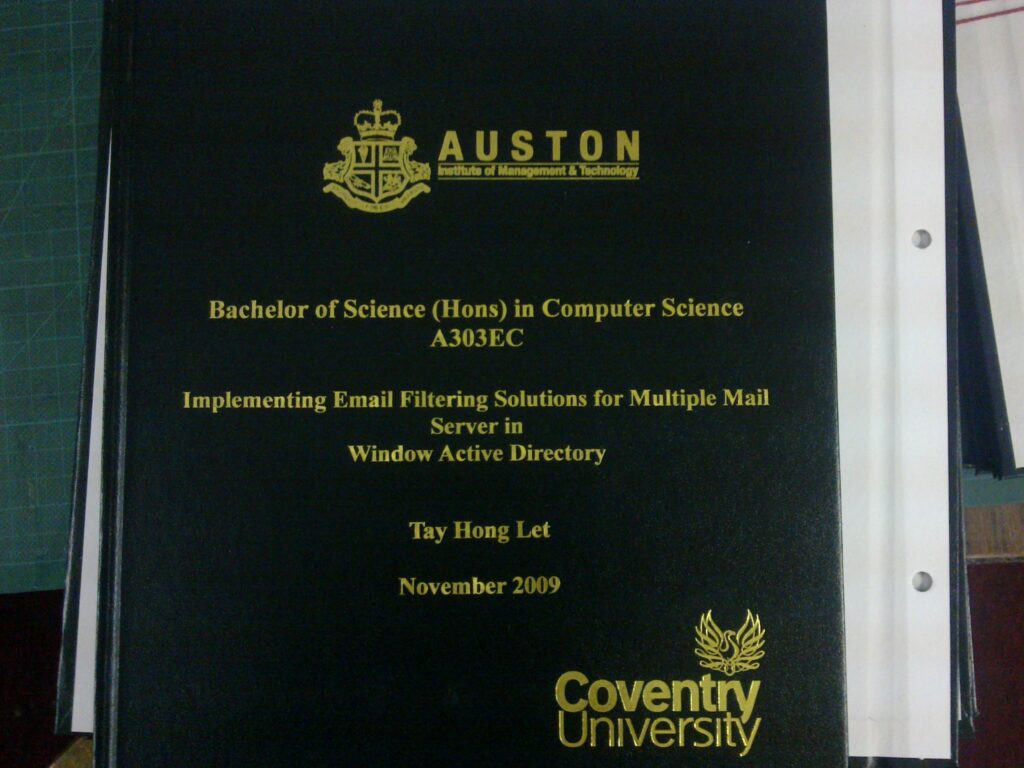 AUSTON
Institute of Management & Technology
Bachelor of Science (Hons) in Computer Science
A303EC
Implementing Email Filtering Solutions for Multiple Mail
Server in
Window Active Directory
Tay Hong Let
November 2009
Coventry
University